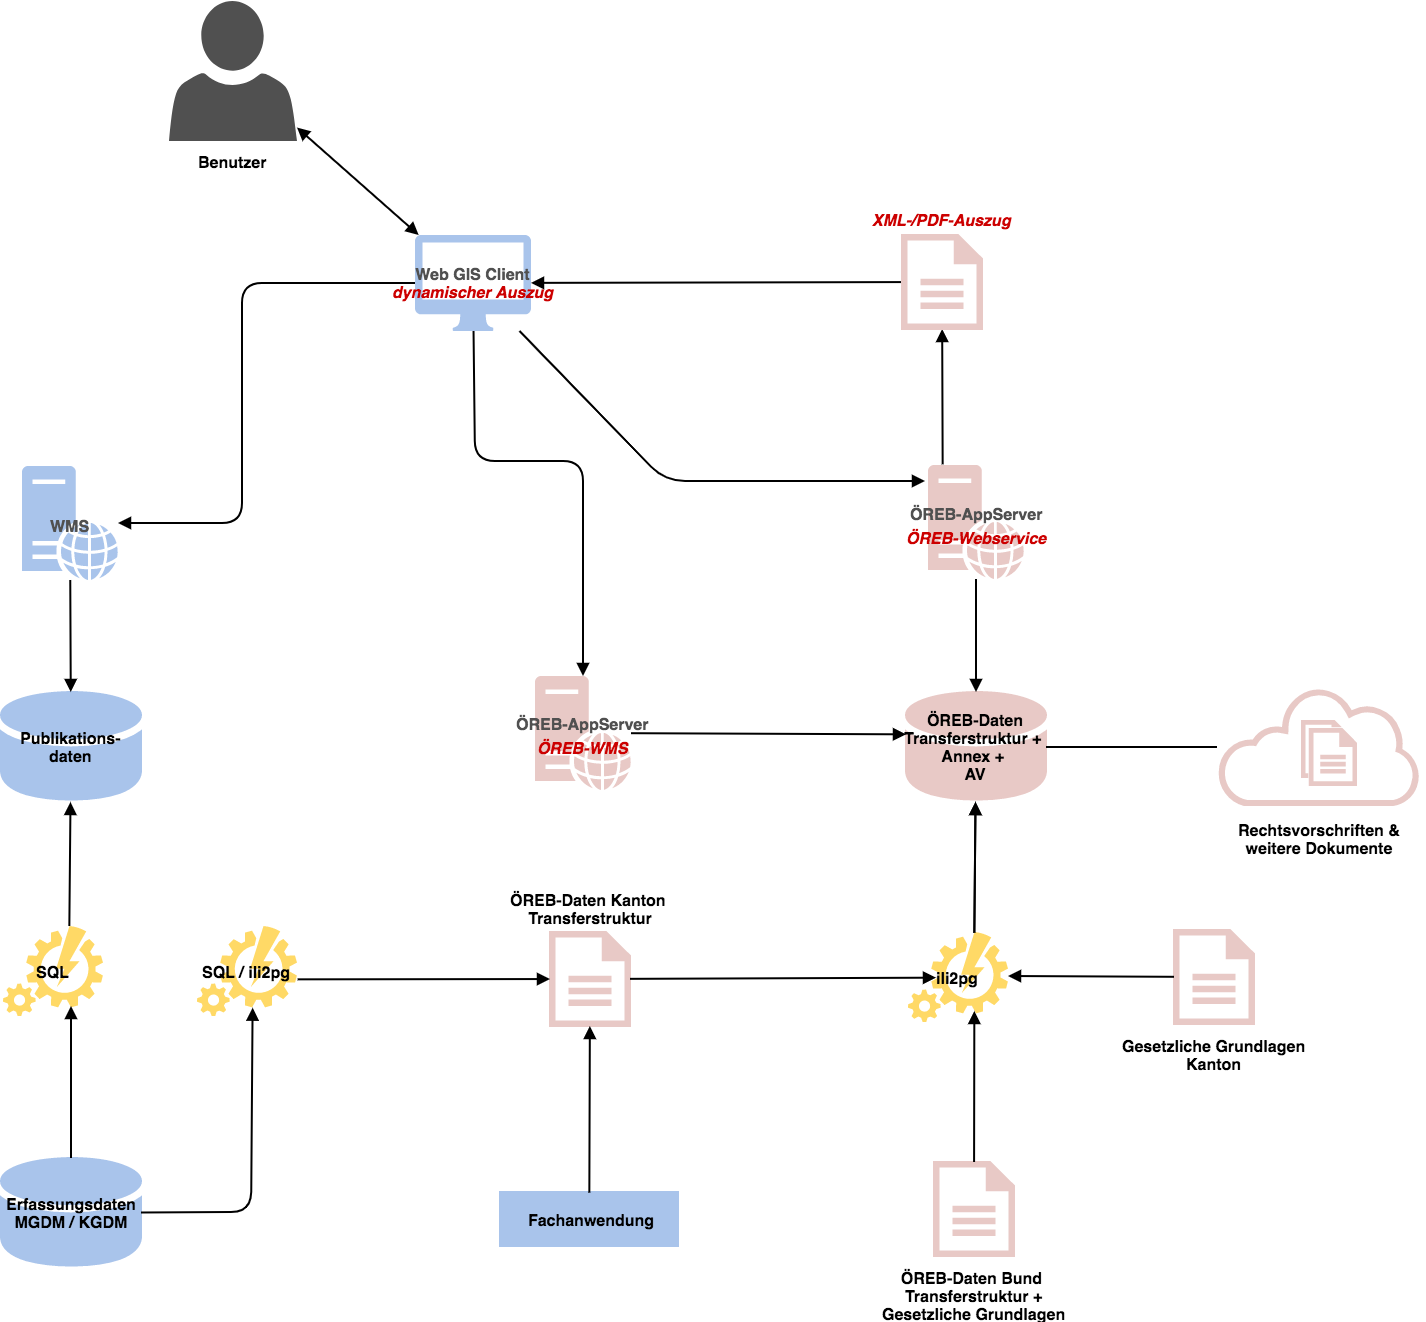 Benutzer
XML-/PDF-Auszug
Web GIS Client
dynamischer Auszug
WMS
ÖREB-AppServer
ÖREB-Webservice
Publikations-
daten
ÖREB-AppServer
ÖREB-WMS
ÖREB-Daten
Transferstruktur +
Annex +
AV
Rechtsvorschriften &
weitere Dokumente
ÖREB-Daten Kanton
Transferstruktur
SQL
SQL / ili2pg
ili2pg
Gesetzliche Grundlagen
Kanton
Erfassungsdaten
MGDM / KGDM
Fachanwendung
ÖREB-Daten Bund
Transferstruktur +
Gesetzliche Grundlagen